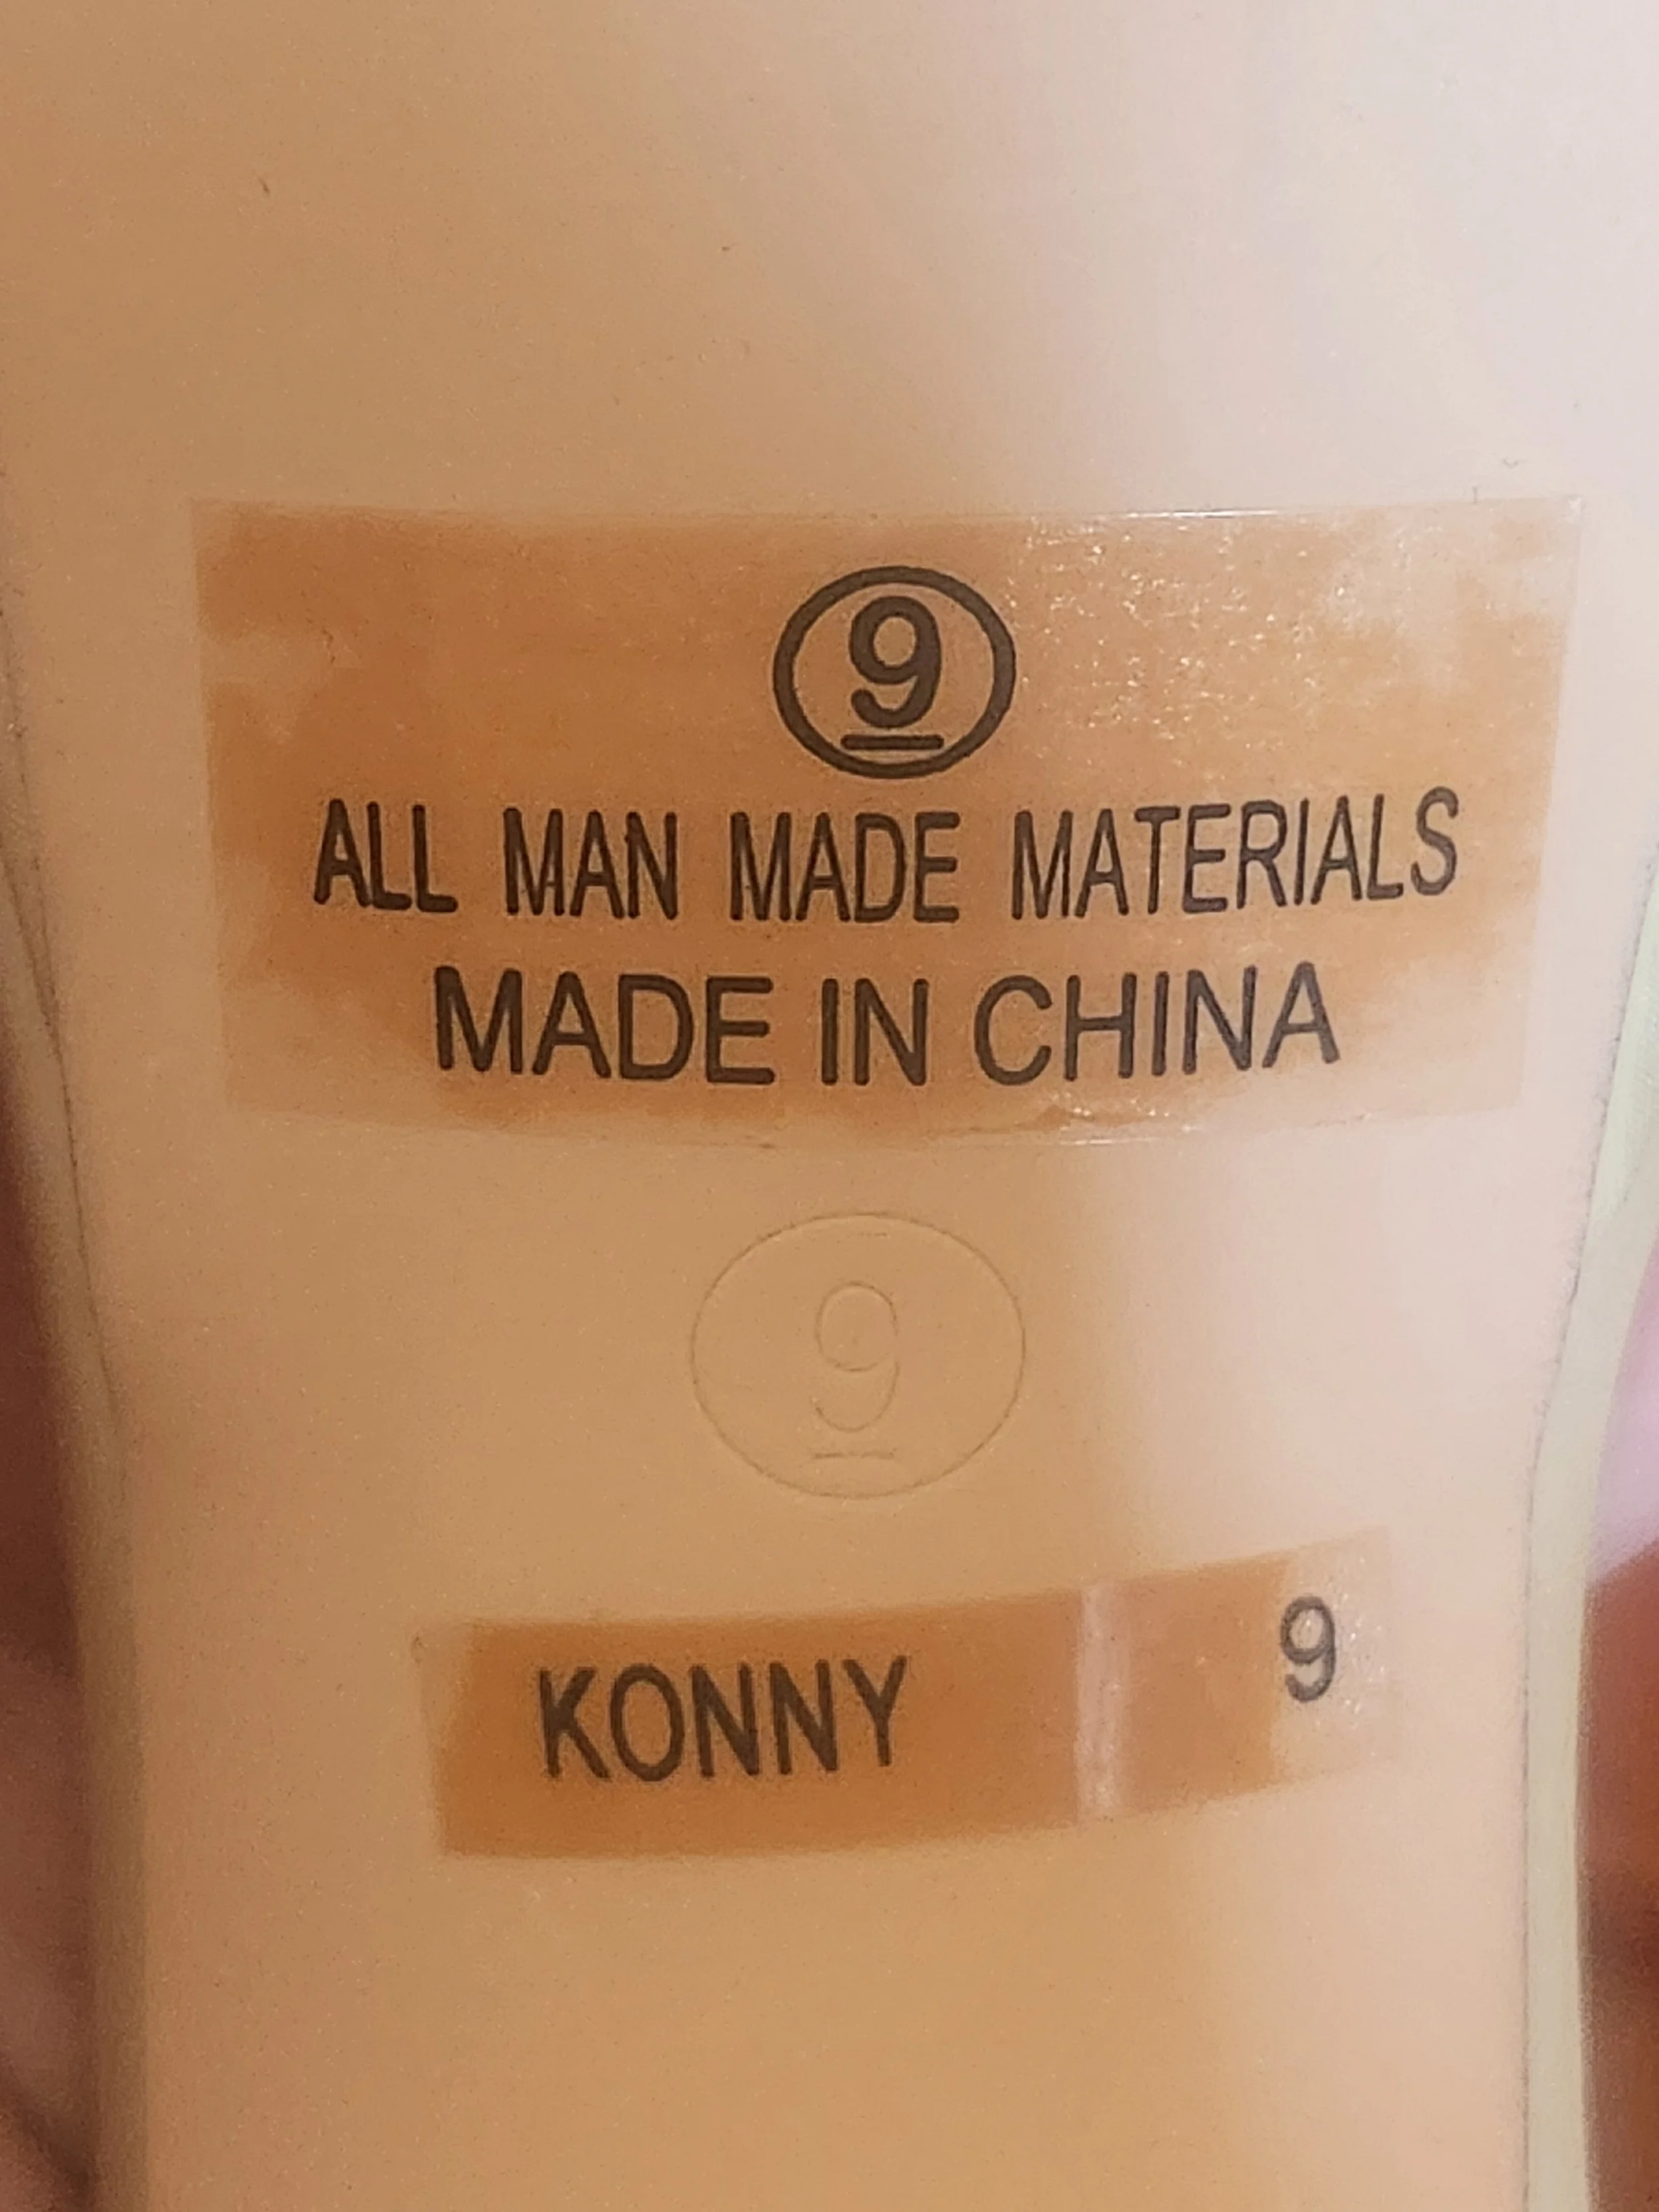 9
ALL MAN MADE MATERIALS
MADE IN CHINA
9
KONNY 9